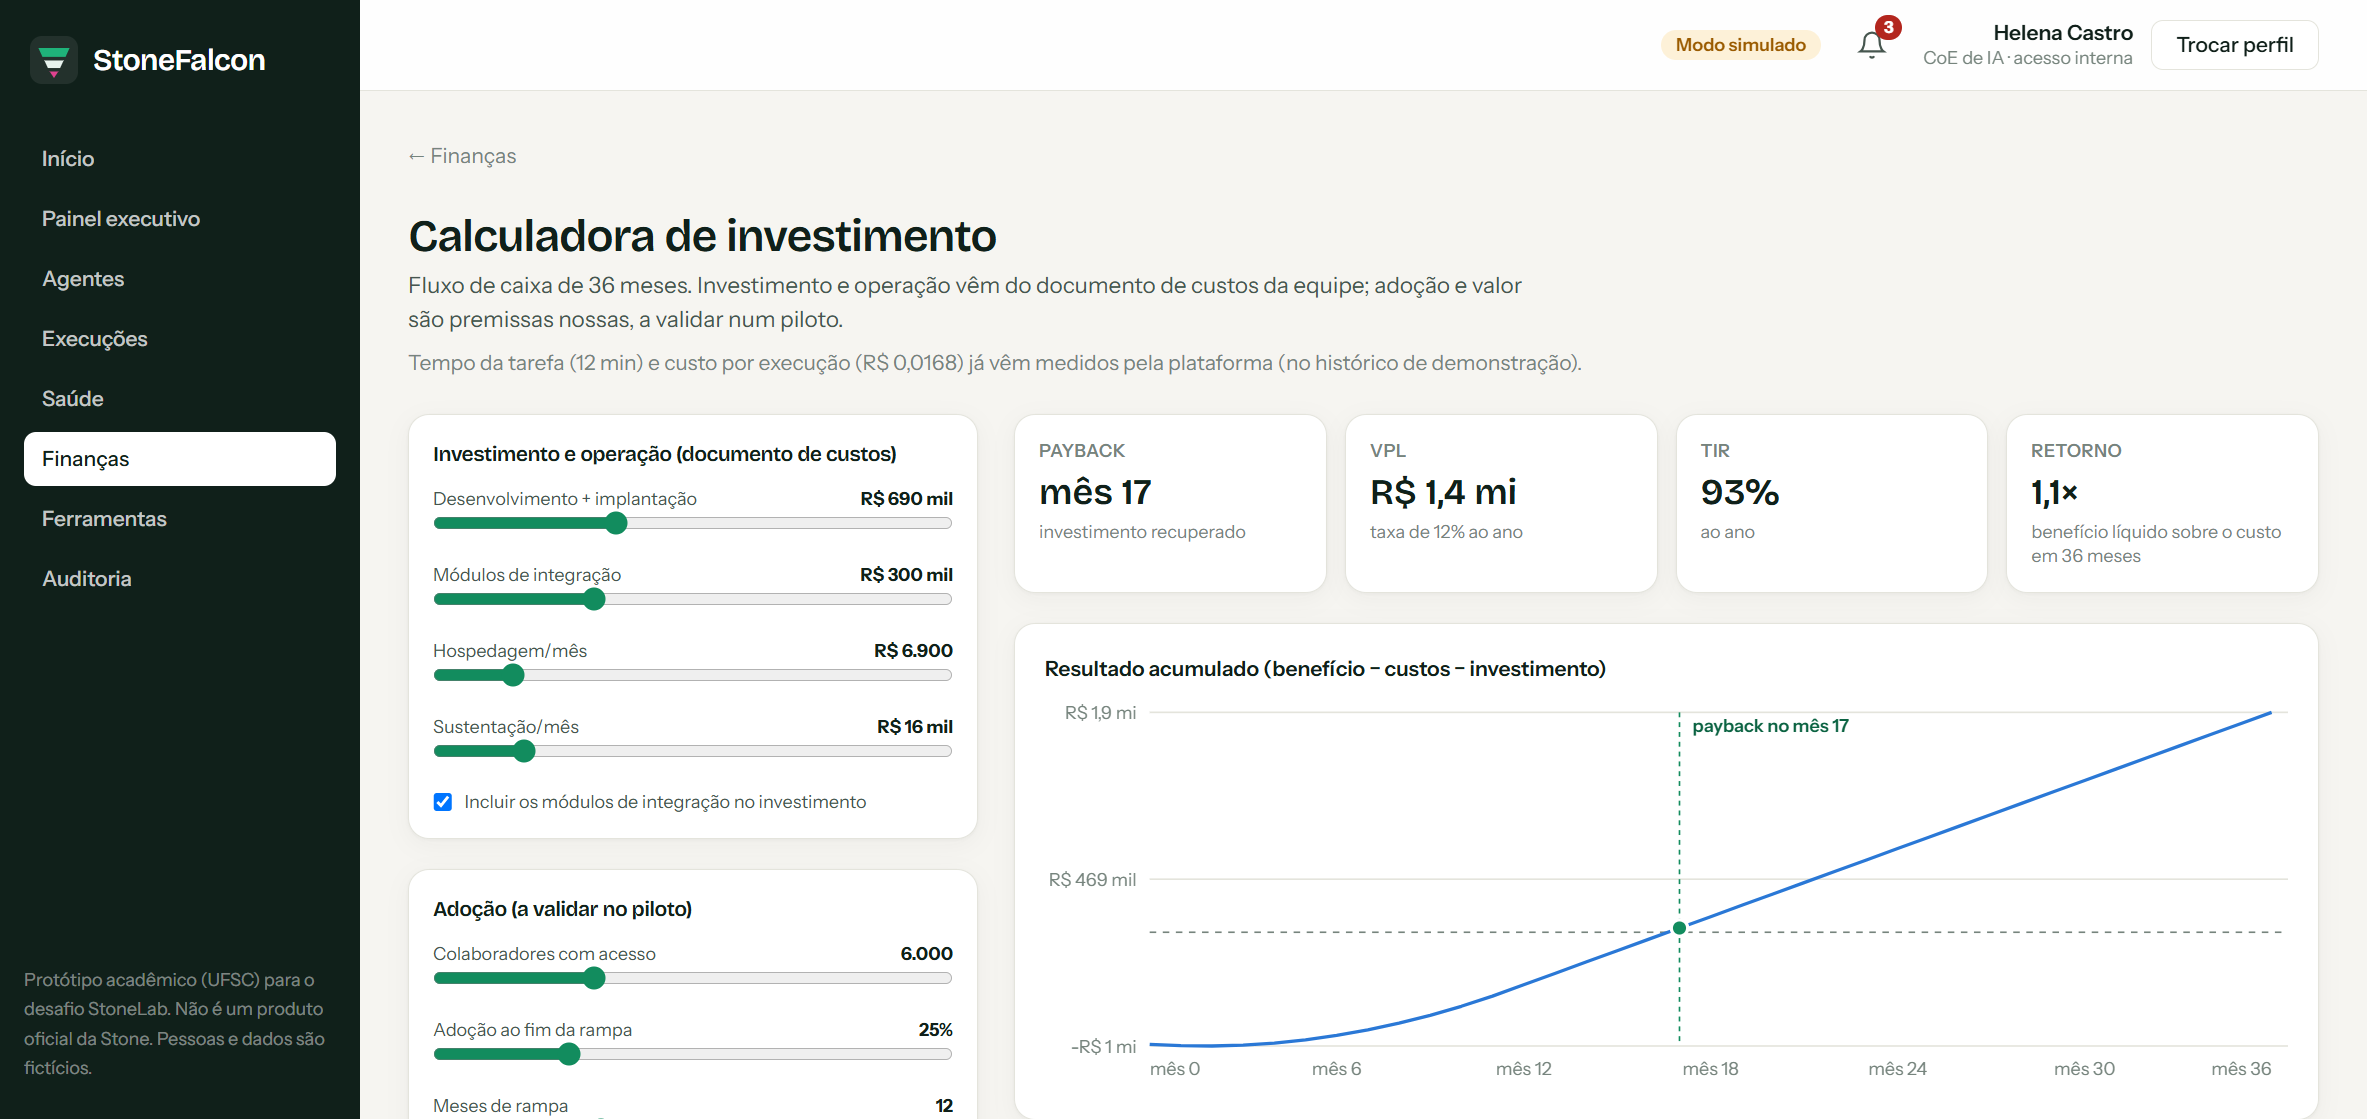 StoneFalcon
Início
Painel executivo
Agentes
Execuções
Saúde
Finanças
Ferramentas
Auditoria
Protótipo acadêmico (UFSC) para o
desafio StoneLab. Não é um produto
oficial da Stone. Pessoas e dados são
fictícios.
Modo simulado
3
Helena Castro
CoE de IA · acesso interna
Trocar perfil
← Finanças
Calculadora de investimento
Fluxo de caixa de 36 meses. Investimento e operação vêm do documento de custos da equipe; adoção e valor
são premissas nossas, a validar num piloto.
Tempo da tarefa (12 min) e custo por execução (R$ 0,0168) já vêm medidos pela plataforma (no histórico de demonstração).
Investimento e operação (documento de custos)
Desenvolvimento + implantação R$ 690 mil
Módulos de integração R$ 300 mil
Hospedagem/mês R$ 6.900
Sustentação/mês R$ 16 mil
Incluir os módulos de integração no investimento
Adoção (a validar no piloto)
Colaboradores com acesso 6.000
Adoção ao fim da rampa 25%
Meses de rampa 12
PAYBACK
mês 17
investimento recuperado
VPL
R$ 1,4 mi
taxa de 12% ao ano
TIR
93%
ao ano
RETORNO
1,1×
benefício líquido sobre o custo
em 36 meses
Resultado acumulado (benefício − custos − investimento)
R$ 1,9 mi
payback no mês 17
R$ 469 mil
-R$ 1 mi
mês 0 mês 6 mês 12 mês 18 mês 24 mês 30 mês 36